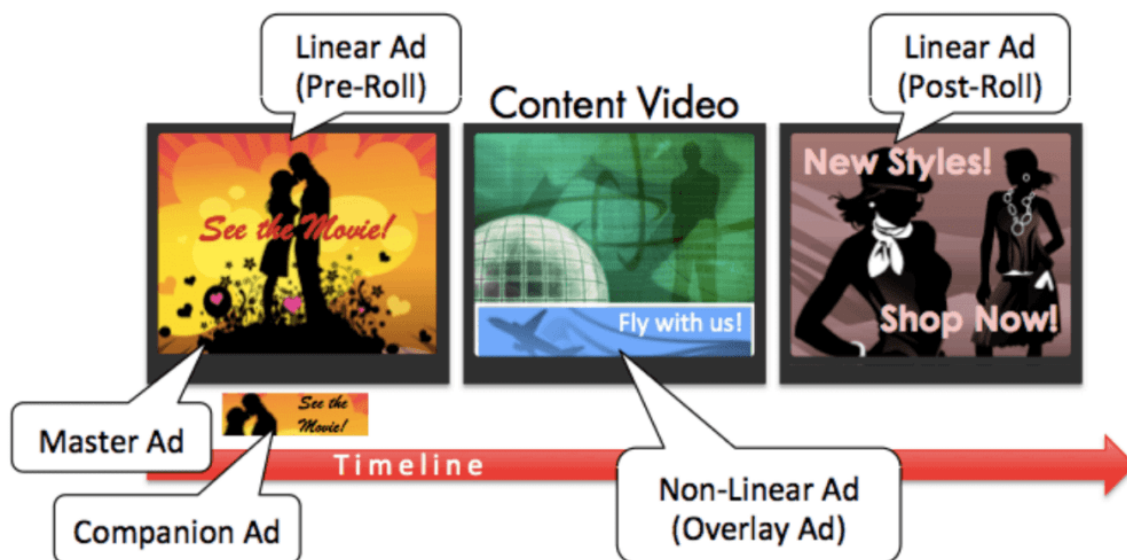 Linear Ad
(Pre-Roll)
Linear Ad
(Post-Roll)
Content Video
See the Movie!
New Styles!
Shop Now!
Fly with us!
Master Ad
See the
Movie!
Timeline
Companion Ad
Non-Linear Ad
(Overlay Ad)